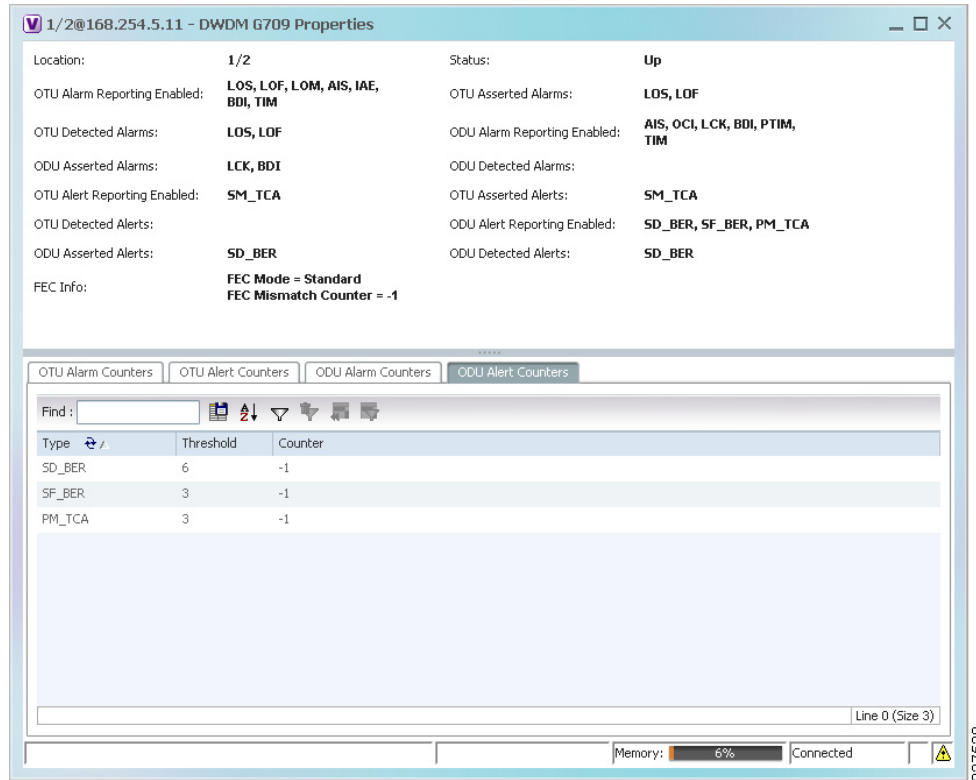 V 1/2@168.254.5.11 - DWDM G709 Properties
Location: 1/2 Status: Up
OTU Alarm Reporting Enabled: LOS, LOF, LOM, AIS, IAE, BDI, TIM OTU Asserted Alarms: LOS, LOF
OTU Detected Alarms: LOS, LOF ODU Alarm Reporting Enabled: AIS, OCI, LCK, BDI, PTIM, TIM
ODU Asserted Alarms: LCK, BDI ODU Detected Alarms:
OTU Alert Reporting Enabled: SM_TCA OTU Asserted Alerts: SM_TCA
OTU Detected Alerts: ODU Alert Reporting Enabled: SD_BER, SF_BER, PM_TCA
ODU Asserted Alerts: SD_BER ODU Detected Alerts: SD_BER
FEC Info: FEC Mode = Standard
FEC Mismatch Counter = -1
OTU Alarm Counters OTU Alert Counters ODU Alarm Counters ODU Alert Counters
Find :
Type Threshold Counter
SD_BER 6 -1
SF_BER 3 -1
PM_TCA 3 -1
Line 0 (Size 3)
Memory: 6% Connected